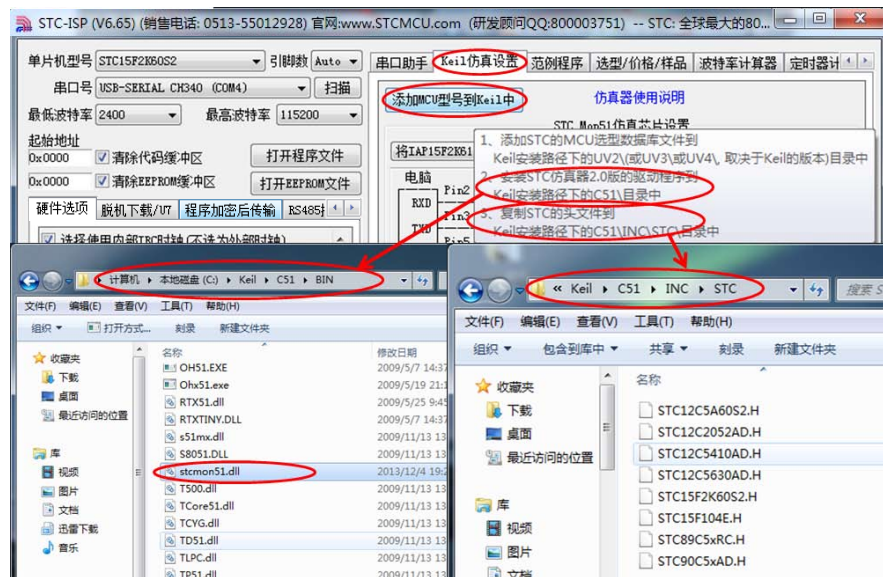 STC-ISP (V6.65) (销售电话: 0513-55012928) 官网:www.STCMCU.com (研发顾问QQ:800003751) -- STC: 全球最大的80...
单片机型号 STC15F2K60S2 引脚数 Auto
串口号 USB-SERIAL CH340 (COM4) 扫描
最低波特率 2400 最高波特率 115200
起始地址
0x0000 清除代码缓冲区 打开程序文件
0x0000 清除EEPROM缓冲区 打开EEPROM文件
硬件选项 脱机下载/U7 程序加密后传输 RS485
选择使用内部IRC时钟(不选为外部时钟)
串口助手 Keil仿真设置 范例程序 选型/价格/样品 波特率计算器 定时器计
添加MCU型号到Keil中 仿真器使用说明
STC Mon51仿真芯片设置
将IAP15F2K61
电脑
RXD Pin2
TXD Pin3
Pin5
1、添加STC的MCU选型数据库文件到
Keil安装路径下的UV2\(或UV3\或UV4\, 取决于Keil的版本)目录中
2、安装STC仿真器2.0版的驱动程序到
Keil安装路径下的C51\目录中
3、复制STC的头文件到
Keil安装路径下的C51\INC\STC\目录中
计算机 本地磁盘 (C:) Keil C51 BIN
文件(F) 编辑(E) 查看(V) 工具(T) 帮助(H)
组织 打开方式... 刻录 新建文件夹
收藏夹
下载
桌面
最近访问的位置
库
视频
图片
文档
迅雷下载
音乐
名称 修改日期
OH51.EXE 2009/5/7 14:37
Ohx51.exe 2009/5/19 21:1
RTX51.dll 2009/5/25 9:45
RTXTINY.DLL 2009/5/7 14:37
s51mx.dll 2009/11/13 13
S8051.DLL 2009/11/13 13
stcmon51.dll 2013/12/4 19:2
T500.dll 2009/11/13 13
TCore51.dll 2009/11/13 13
TCYG.dll 2009/11/13 13
TD51.dll 2009/11/13 13
TLPC.dll 2009/11/13 13
TP51.dll 2009/11/13 13
« Keil C51 INC STC 搜索 S
文件(F) 编辑(E) 查看(V) 工具(T) 帮助(H)
组织 包含到库中 共享 刻录 新建文件夹
收藏夹
下载
桌面
最近访问的位置
库
视频
图片
文档
名称
STC12C5A60S2.H
STC12C2052AD.H
STC12C5410AD.H
STC12C5630AD.H
STC15F2K60S2.H
STC15F104E.H
STC89C5xRC.H
STC90C5xAD.H